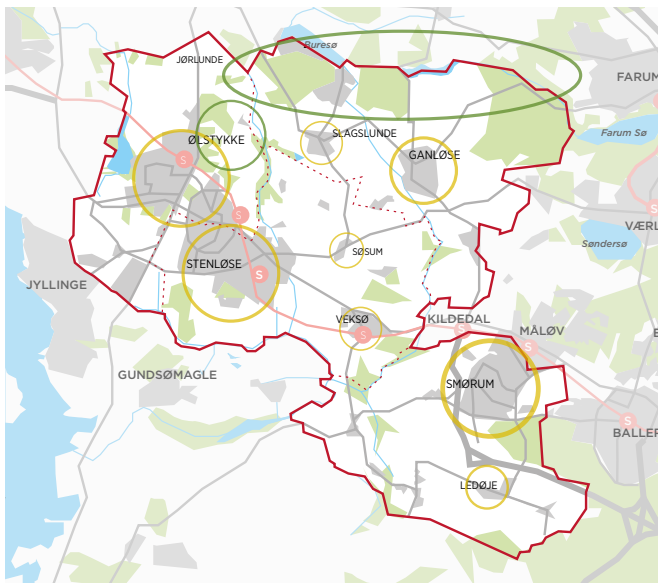 Buresø
JØRLUNDE
FARUM
SLAGSLUNDE
Farum Sø
ØLSTYKKE
GANLØSE
S
S
VÆRL
S
Søndersø
SØSUM
STENLØSE
S
JYLLINGE
VEKSØ
KILDEDAL
S
S
MÅLØV
S
GUNDSØMAGLE
SMØRUM
S
BALLER
LEDØJE